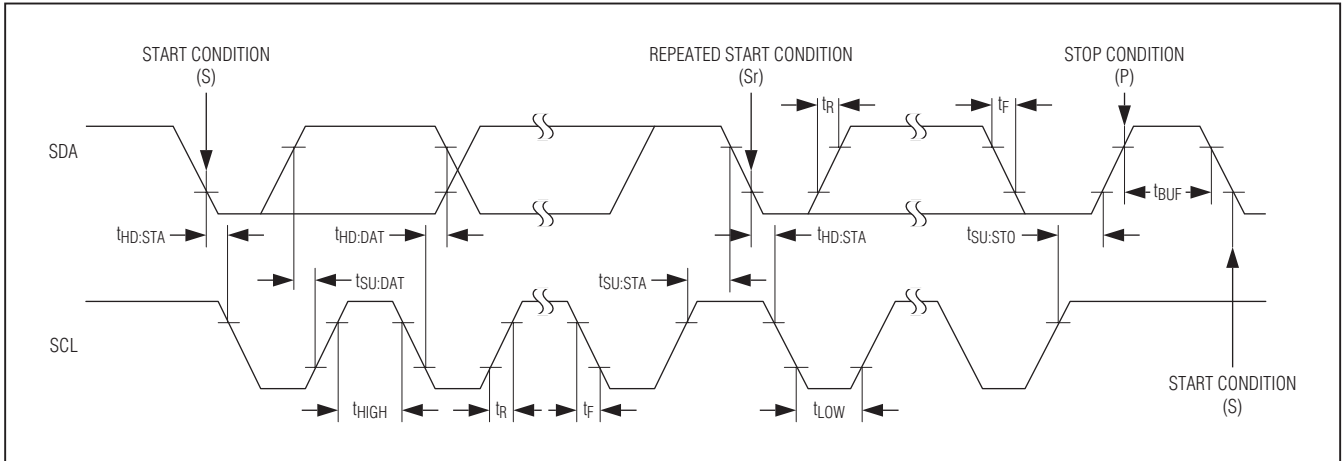 START CONDITION
(S)
REPEATED START CONDITION
(Sr)
STOP CONDITION
(P)
tR
tF
SDA
tBUF
tHD:STA
tHD:DAT
tHD:STA
tSU:STO
tSU:DAT
tSU:STA
SCL
tHIGH
tR
tF
tLOW
START CONDITION
(S)